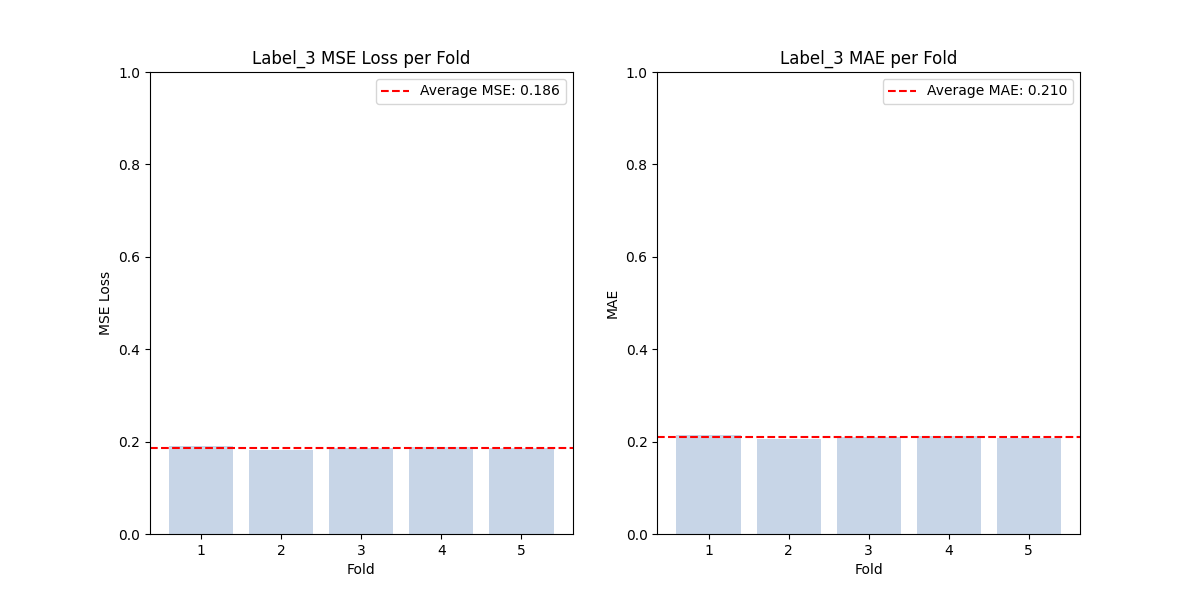 Label_3 MSE Loss per Fold
Average MSE: 0.186
1.0
0.8
0.6
0.4
0.2
0.0
MSE Loss
1 2 3 4 5
Fold
Label_3 MAE per Fold
Average MAE: 0.210
1.0
0.8
0.6
0.4
0.2
0.0
MAE
1 2 3 4 5
Fold